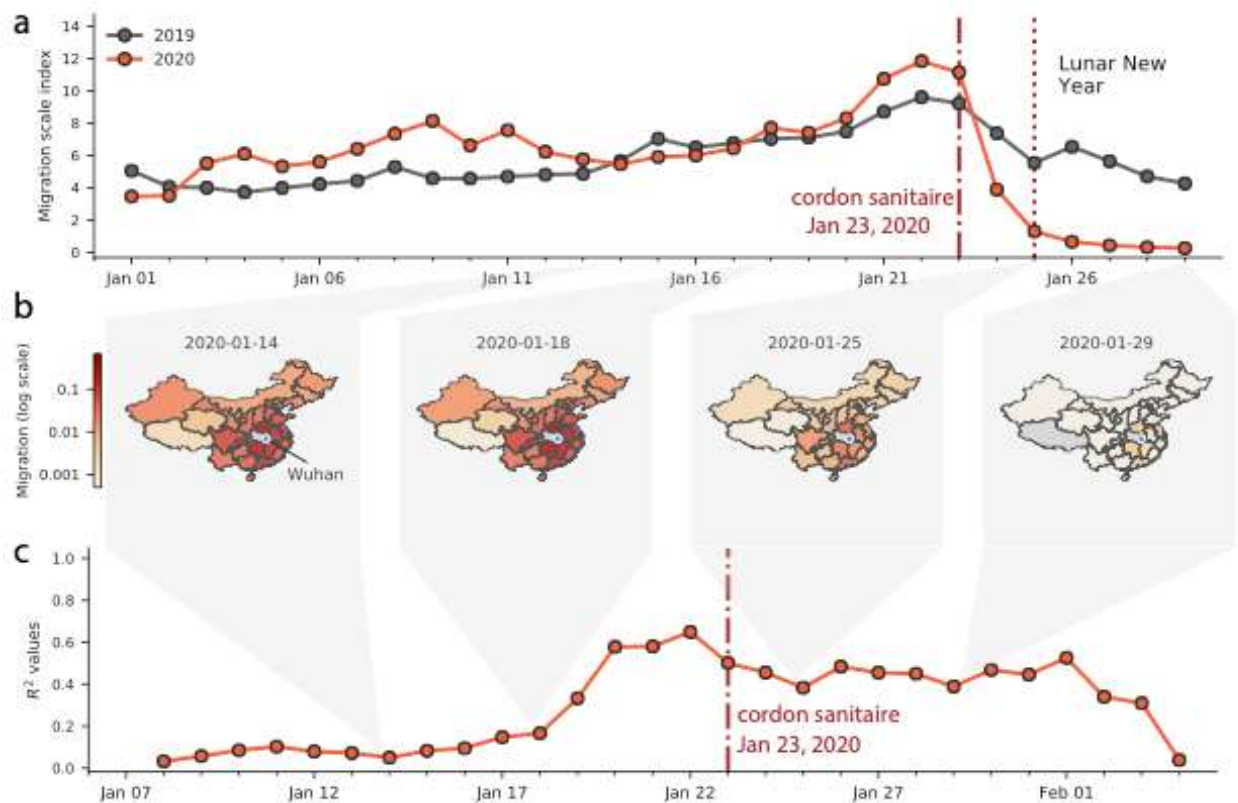 a
14
12
10
8
6
4
2
0
Migration scale index
2019
2020
Lunar New
Year
cordon sanitaire
Jan 23, 2020
Jan 01
Jan 06
Jan 11
Jan 16
Jan 21
Jan 26
b
Migration (log scale)
0.1
0.01
0.001
2020-01-14
2020-01-18
2020-01-25
2020-01-29
Wuhan
c
1.0
0.8
0.6
0.4
0.2
0.0
R² values
cordon sanitaire
Jan 23, 2020
Jan 07
Jan 12
Jan 17
Jan 22
Jan 27
Feb 01